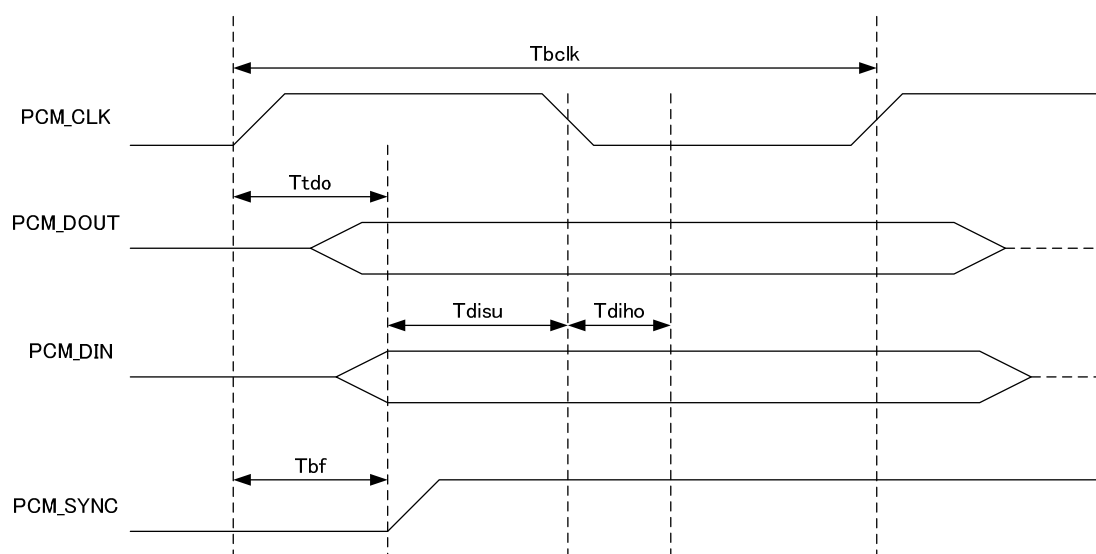 Tbclk
PCM_CLK
Ttdo
PCM_DOUT
Tdisu
Tdiho
PCM_DIN
Tbf
PCM_SYNC